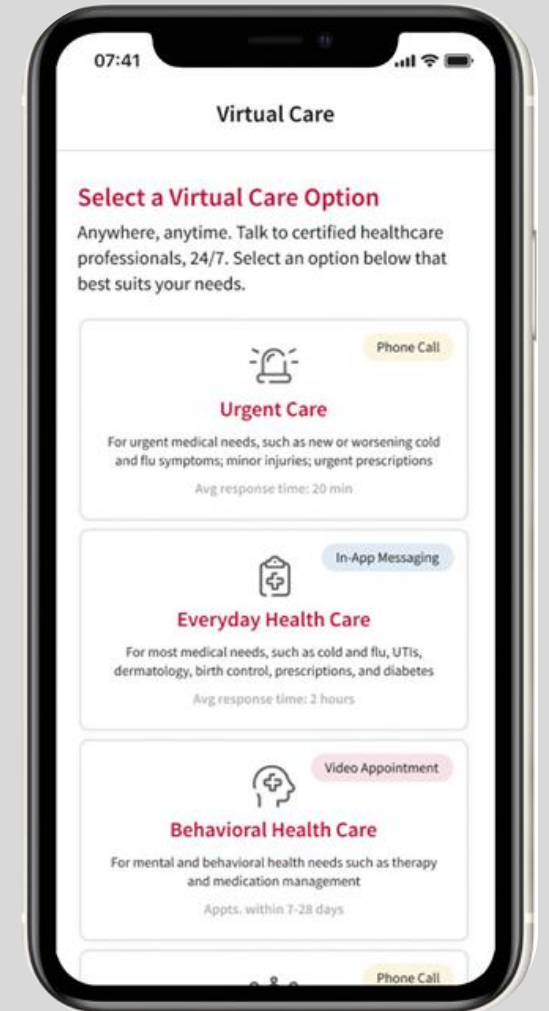 07:41
Virtual Care
Select a Virtual Care Option
Anywhere, anytime. Talk to certified healthcare
professionals, 24/7. Select an option below that
best suits your needs.
Phone Call
Urgent Care
For urgent medical needs, such as new or worsening cold
and flu symptoms; minor injuries; urgent prescriptions
Avg response time: 20 min
In-App Messaging
Everyday Health Care
For most medical needs, such as cold and flu, UTIs,
dermatology, birth control, prescriptions, and diabetes
Avg response time: 2 hours
Video Appointment
Behavioral Health Care
For mental and behavioral health needs such as therapy
and medication management
Appts. within 7-28 days
Phone Call